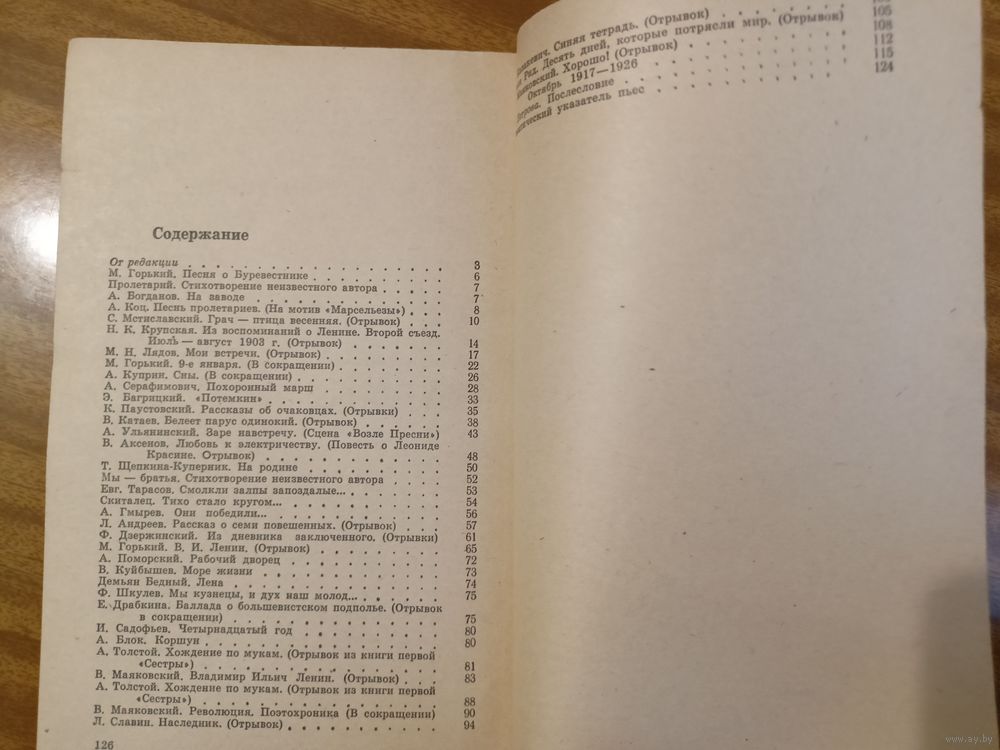 Содержание
От редакции . . . . . . . . . . . . . . . . . . . 3
М. Горький. Песня о Буревестнике . . . . . . . . . . 6
Пролетарий. Стихотворение неизвестного автора . . . . . 7
А. Богданов. На заводе . . . . . . . . . . . . . . 7
А. Коц. Песнь пролетариев. (На мотив «Марсельезы») . . . 8
С. Мстиславский. Грач — птица весенняя. (Отрывок) . . . 10
Н. К. Крупская. Из воспоминаний о Ленине. Второй съезд.
Июль — август 1903 г. (Отрывок) . . . . . . . 14
М. Н. Лядов. Мои встречи. (Отрывок) . . . . . . . . . 17
М. Горький. 9-е января. (В сокращении) . . . . . . . . 22
А. Куприн. Сны. (В сокращении) . . . . . . . . . . . 26
А. Серафимович. Похоронный марш . . . . . . . . . 28
Э. Багрицкий. «Потемкин» . . . . . . . . . . . . . 33
К. Паустовский. Рассказы об очаковцах. (Отрывки) . . . 35
В. Катаев. Белеет парус одинокий. (Отрывок) . . . . . . 38
А. Ульянинский. Заре навстречу. (Сцена «Возле Пресни») 43
В. Аксенов. Любовь к электричеству. (Повесть о Леониде
Красине. Отрывок) . . . . . . . . . . . . . 48
Т. Щепкина-Куперник. На родине . . . . . . . . . . 50
Мы — братья. Стихотворение неизвестного автора . . . . 52
Евг. Тарасов. Смолкли залпы запоздалые... . . . . . . . 53
Скиталец. Тихо стало кругом... . . . . . . . . . . . . 54
А. Гмырев. Они победили... . . . . . . . . . . . . . 56
Л. Андреев. Рассказ о семи повешенных. (Отрывок) . . . 57
Ф. Дзержинский. Из дневника заключенного. (Отрывки) 61
М. Горький. В. И. Ленин. (Отрывок) . . . . . . . . . 65
А. Поморский. Рабочий дворец . . . . . . . . . . . 72
В. Куйбышев. Море жизни . . . . . . . . . . . . . 73
Демьян Бедный. Лена . . . . . . . . . . . . . . . 74
Ф. Шкулев. Мы кузнецы, и дух наш молод... . . . . . . 75
Е. Драбкина. Баллада о большевистском подполье. (Отрывок
в сокращении) . . . . . . . . . . . . . . . 75
И. Садофьев. Четырнадцатый год . . . . . . . . . . 80
А. Блок. Коршун . . . . . . . . . . . . . . . . . 80
А. Толстой. Хождение по мукам. (Отрывок из книги первой
«Сестры») . . . . . . . . . . . . . . . . . 81
В. Маяковский. Владимир Ильич Ленин. (Отрывок) . . . 83
А. Толстой. Хождение по мукам. (Отрывок из книги первой
«Сестры») . . . . . . . . . . . . . . . . . 88
В. Маяковский. Революция. Поэтохроника (В сокращении) 90
Л. Славин. Наследник. (Отрывок) . . . . . . . . . . . 94
126
Синяя тетрадь. (Отрывок) . . . . . .
Рид. Десять дней, которые потрясли мир. (Отрывок) 105
Хорошо! (Отрывок) . . . . . . . 108
Октябрь 1917—1926 . . . . . . . . . 112
Послесловие . . . . . . . . . . 115
указатель пьес . . . . . . . . 124
www.ay.by